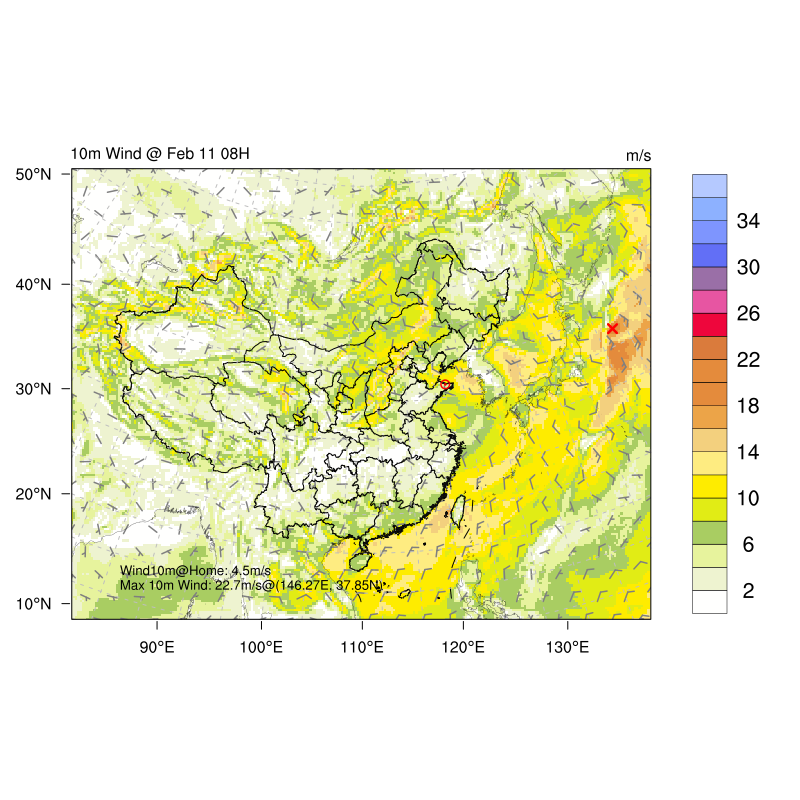 10m Wind @ Feb 11 08H
m/s
50°N
40°N
30°N
20°N
10°N
90°E
100°E
110°E
120°E
130°E
Wind10m@Home: 4.5m/s
Max 10m Wind: 22.7m/s@(146.27E, 37.85N)
34
30
26
22
18
14
10
6
2